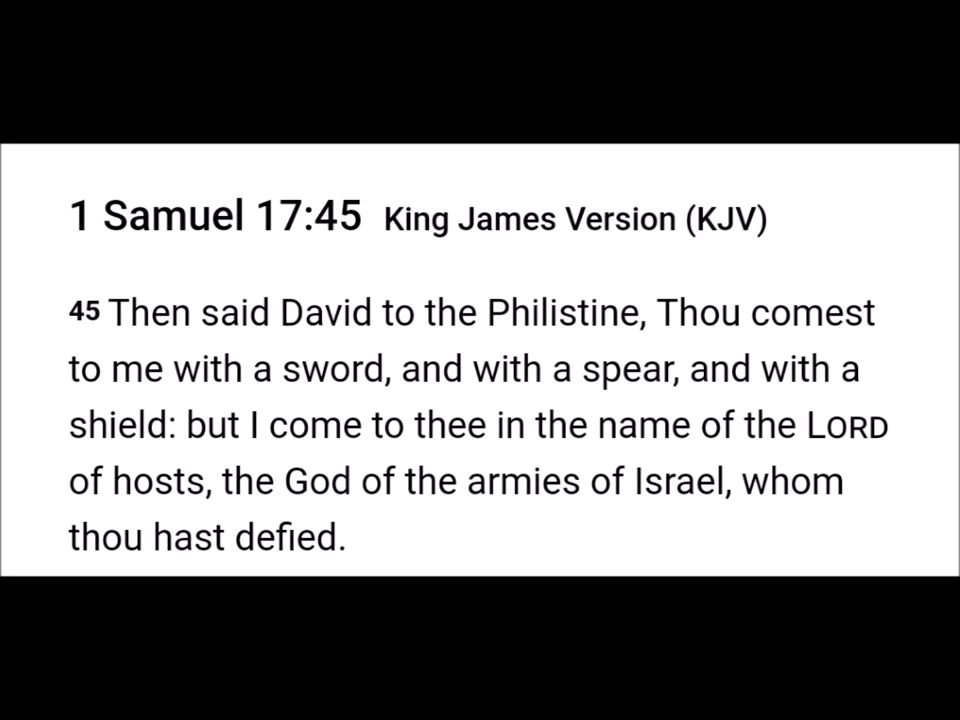 1 Samuel 17:45 King James Version (KJV)
45 Then said David to the Philistine, Thou comest
to me with a sword, and with a spear, and with a
shield: but I come to thee in the name of the LORD
of hosts, the God of the armies of Israel, whom
thou hast defied.